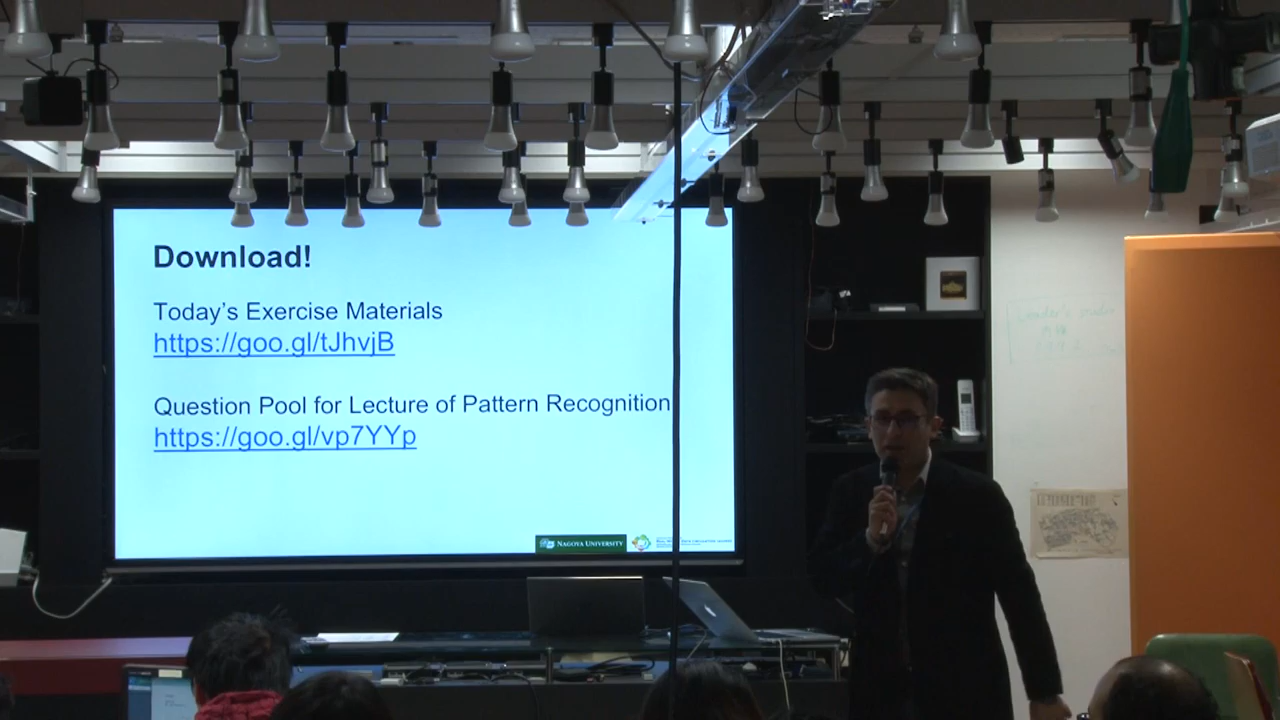 Download!
Today's Exercise Materials
https://goo.gl/tJhvjB
Question Pool for Lecture of Pattern Recognition
https://goo.gl/vp7YYp
NAGOYA UNIVERSITY